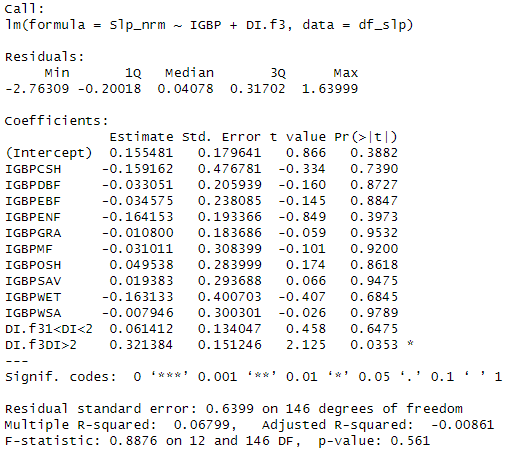 Call:
lm(formula = Slp_nrm ~ IGBP + DI.f3, data = df_slp)
Residuals:
Min 1Q Median 3Q Max
-2.76309 -0.20018 0.04078 0.31702 1.63999
Coefficients:
Estimate Std. Error t value Pr(>|t|)
(Intercept) 0.155481 0.179641 0.866 0.3882
IGBPCSH -0.159162 0.476781 -0.334 0.7390
IGBPDBF -0.033051 0.205939 -0.160 0.8727
IGBPEBF -0.034575 0.238085 -0.145 0.8847
IGBPENF -0.164153 0.193366 -0.849 0.3973
IGBPGRA -0.010800 0.183686 -0.059 0.9532
IGBPMF -0.031011 0.308399 -0.101 0.9200
IGBPOSH 0.049538 0.283999 0.174 0.8618
IGBPSAV 0.019383 0.293688 0.066 0.9475
IGBPWET -0.163133 0.400703 -0.407 0.6845
IGBPWSA -0.007946 0.300301 -0.026 0.9789
DI.f31<DI<2 0.061412 0.134047 0.458 0.6475
DI.f3DI>2 0.321384 0.151246 2.125 0.0353 *
---
Signif. codes: 0 ‘***’ 0.001 ‘**’ 0.01 ‘*’ 0.05 ‘.’ 0.1 ‘ ’ 1
Residual standard error: 0.6399 on 146 degrees of freedom
Multiple R-squared: 0.06799, Adjusted R-squared: -0.00861
F-statistic: 0.8876 on 12 and 146 DF, p-value: 0.561